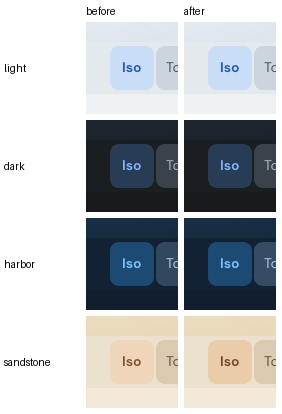 before after
light Iso To Iso To
dark Iso To Iso To
harbor Iso To Iso To
sandstone Iso To Iso To